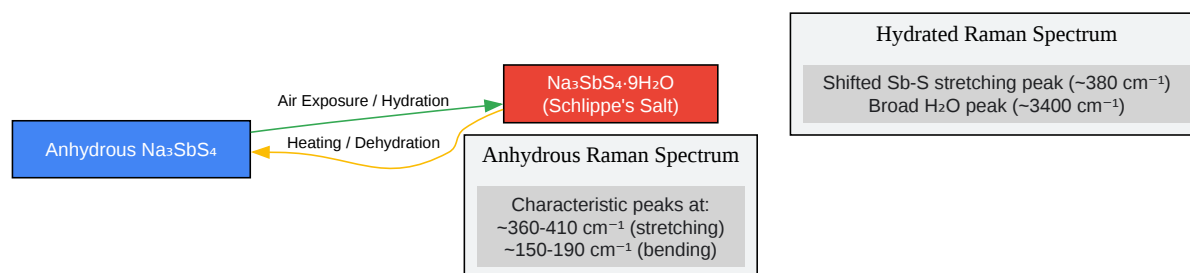 Hydrated Raman Spectrum
Shifted Sb-S stretching peak (~380 cm⁻¹)
Broad H₂O peak (~3400 cm⁻¹)
Na₃SbS₄·9H₂O
(Schlippe's Salt)
Air Exposure / Hydration
Anhydrous Na₃SbS₄
Heating / Dehydration
Anhydrous Raman Spectrum
Characteristic peaks at:
~360-410 cm⁻¹ (stretching)
~150-190 cm⁻¹ (bending)